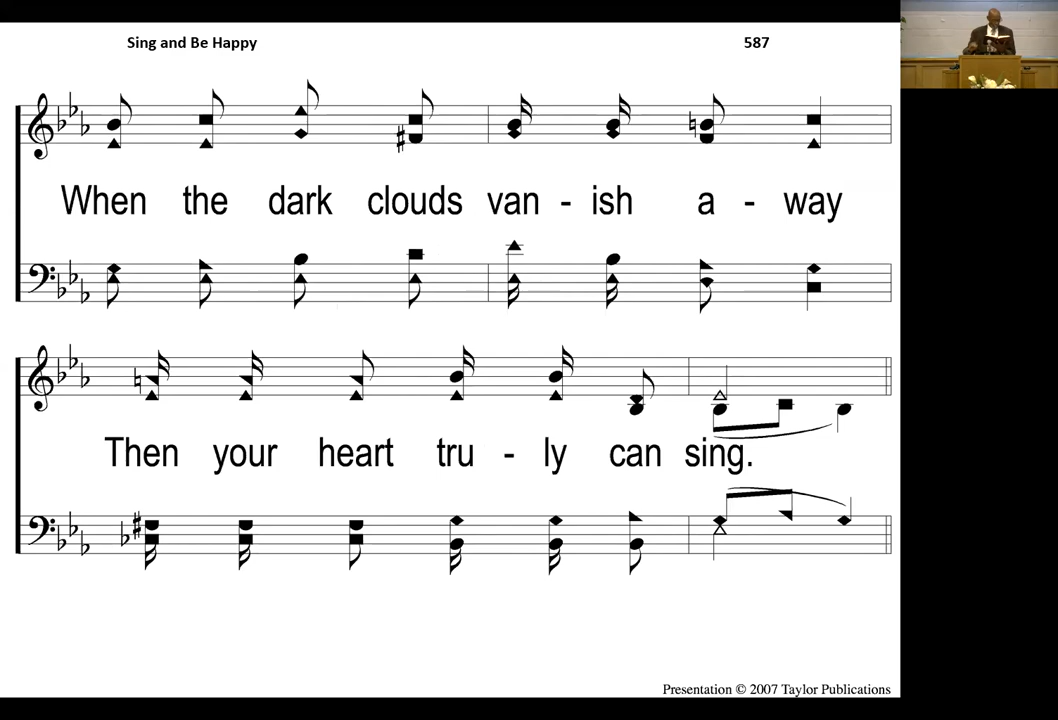 Sing and Be Happy 587
When the dark clouds van - ish a - way
Then your heart tru - ly can sing.
Presentation © 2007 Taylor Publications